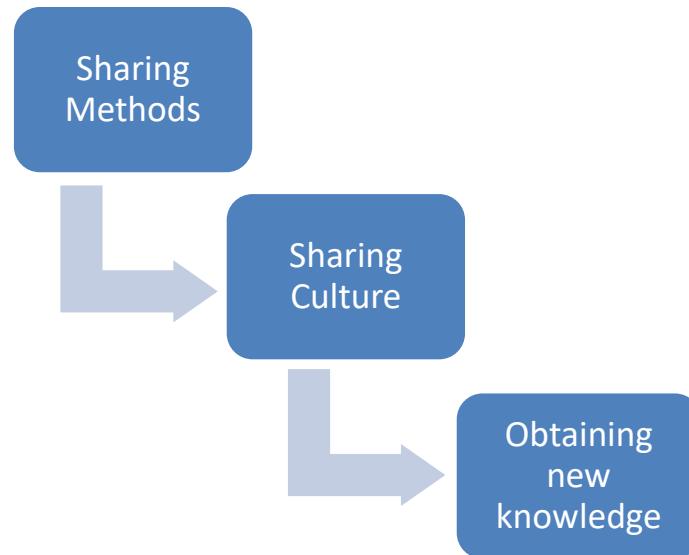 Sharing
Methods
Sharing
Culture
Obtaining
new
knowledge